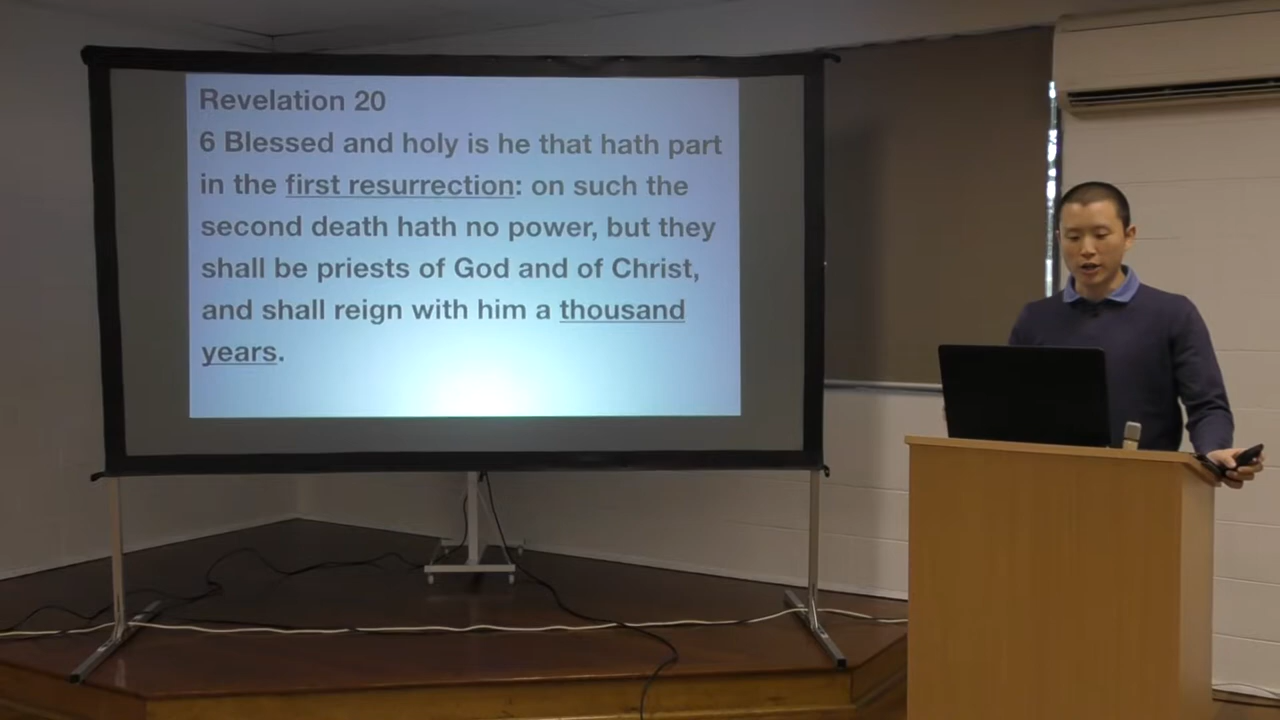 Revelation 20
6 Blessed and holy is he that hath part
in the first resurrection: on such the
second death hath no power, but they
shall be priests of God and of Christ,
and shall reign with him a thousand
years.